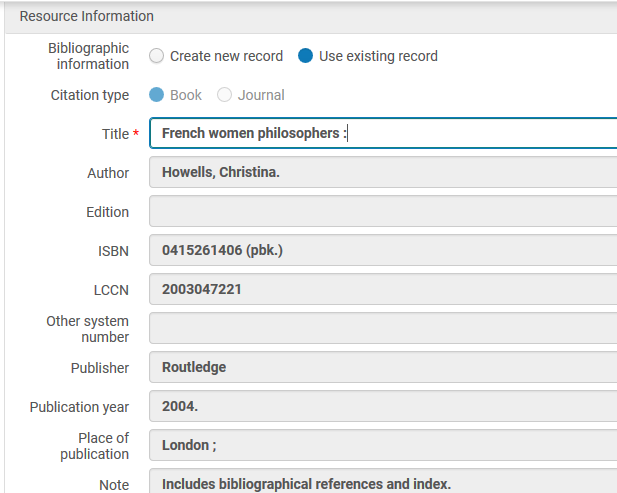 Resource Information
Bibliographic information
Create new record
Use existing record
Citation type
Book
Journal
Title * French women philosophers :
Author Howells, Christina.
Edition
ISBN 0415261406 (pbk.)
LCCN 2003047221
Other system number
Publisher Routledge
Publication year 2004.
Place of publication London ;
Note Includes bibliographical references and index.